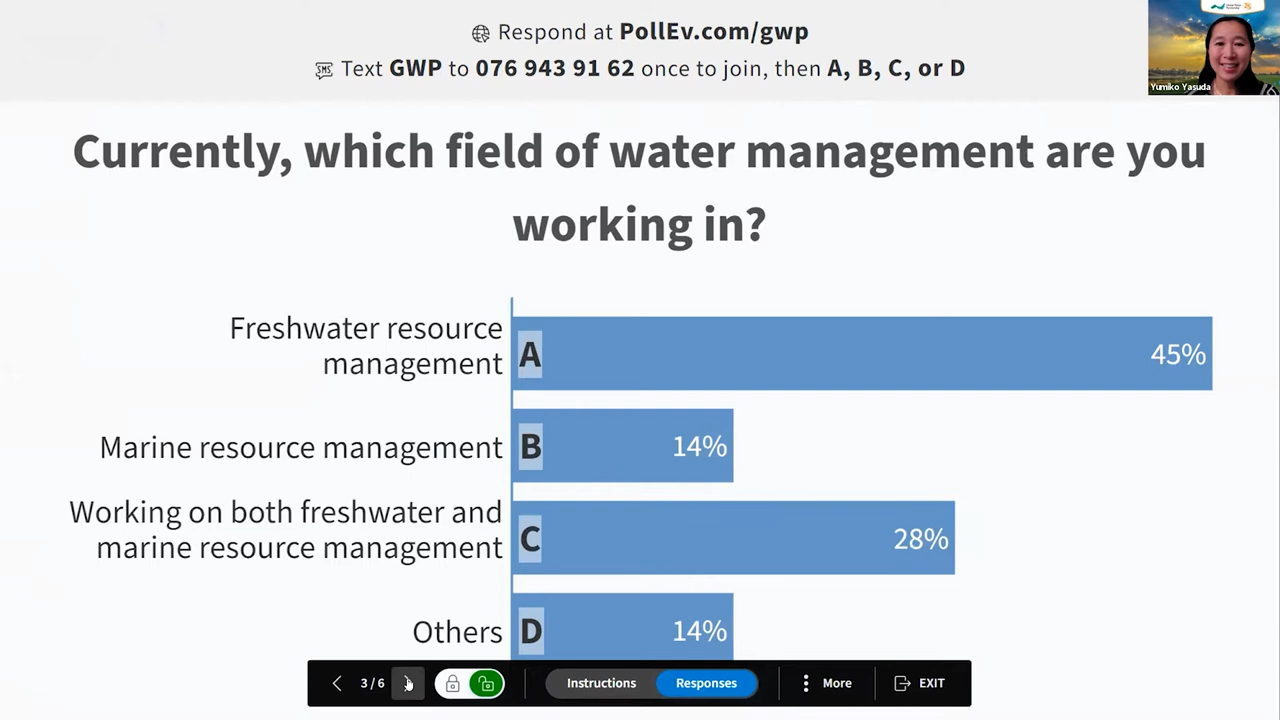 Respond at PollEv.com/gwp
Text GWP to 076 943 91 62 once to join, then A, B, C, or D
Yumiko Yasuda
Currently, which field of water management are you
working in?
Freshwater resource
management
A
45%
Marine resource management
B
14%
Working on both freshwater and
marine resource management
C
28%
Others
D
14%
3 / 6
Instructions
Responses
More
EXIT